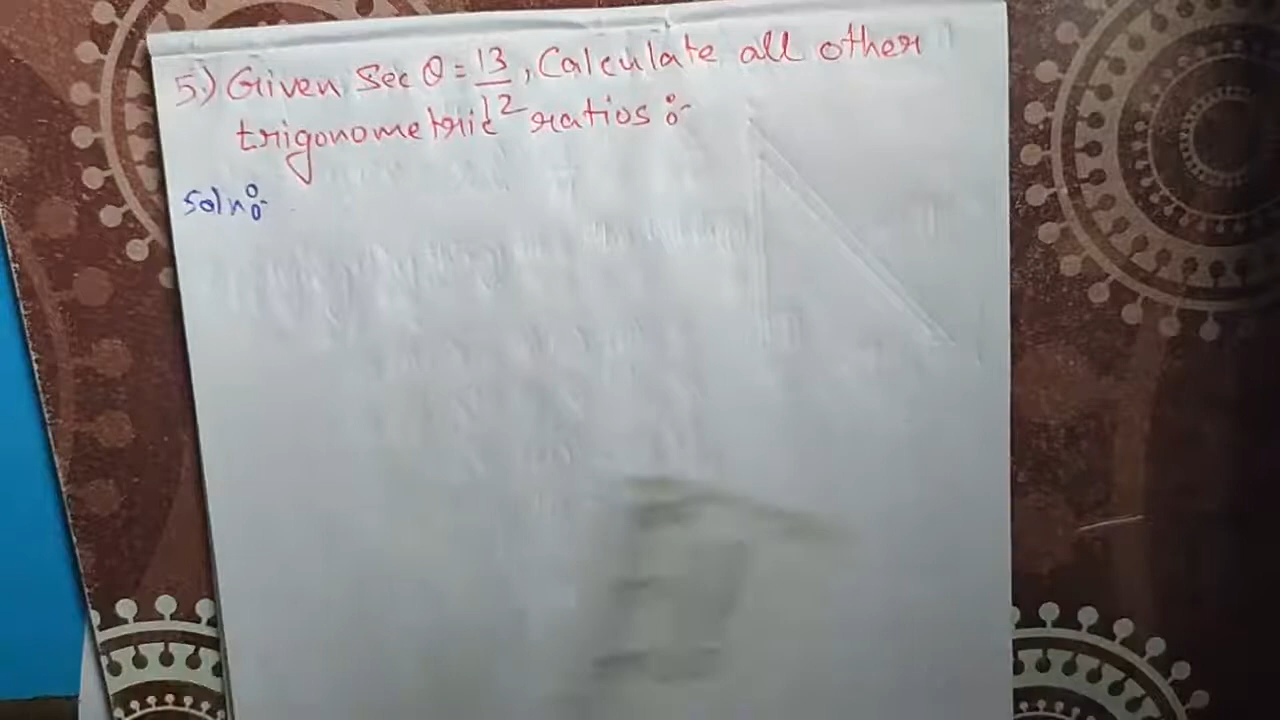 5.) Given Sec θ = 13/12, Calculate all other
trigonometric ratios :-
Soln :-